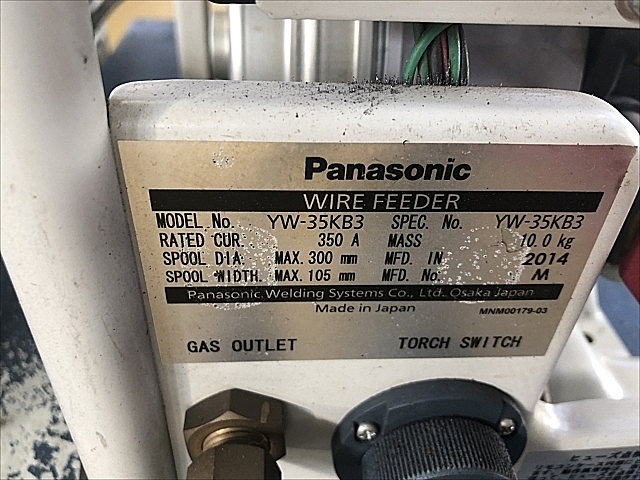 Panasonic
WIRE FEEDER
MODEL No. YW-35KB3 SPEC. No. YW-35KB3
RATED CUR. 350 A MASS 10.0 kg
SPOOL DIA. MAX. 300 mm MFD. IN 2014
SPOOL WIDTH. MAX. 105 mm MFD. No. M
Panasonic Welding Systems Co., Ltd. Osaka Japan
Made in Japan MNM00179-03
GAS OUTLET TORCH SWITCH